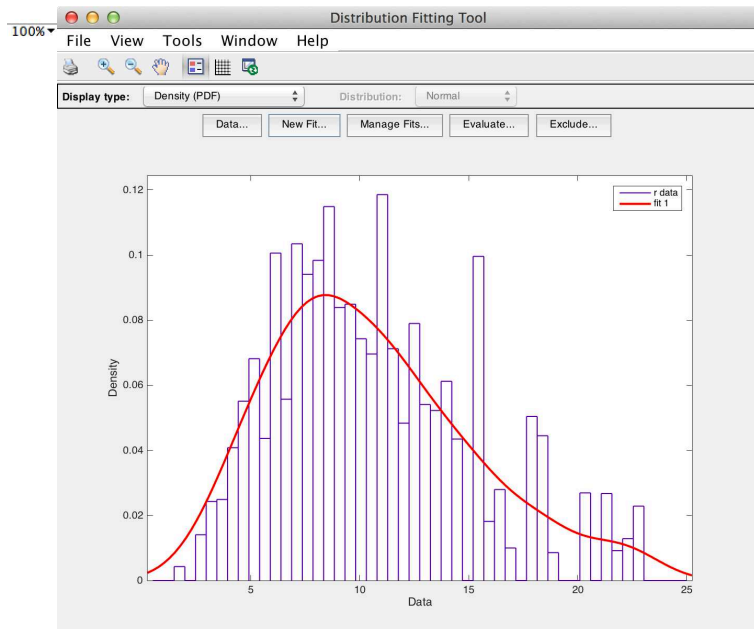 Distribution Fitting Tool
100%
File View Tools Window Help
Display type: Density (PDF) Distribution: Normal
Data... New Fit... Manage Fits... Evaluate... Exclude...
r data
fit 1
0.12
0.1
0.08
0.06
0.04
0.02
0
Density
5 10 15 20 25
Data